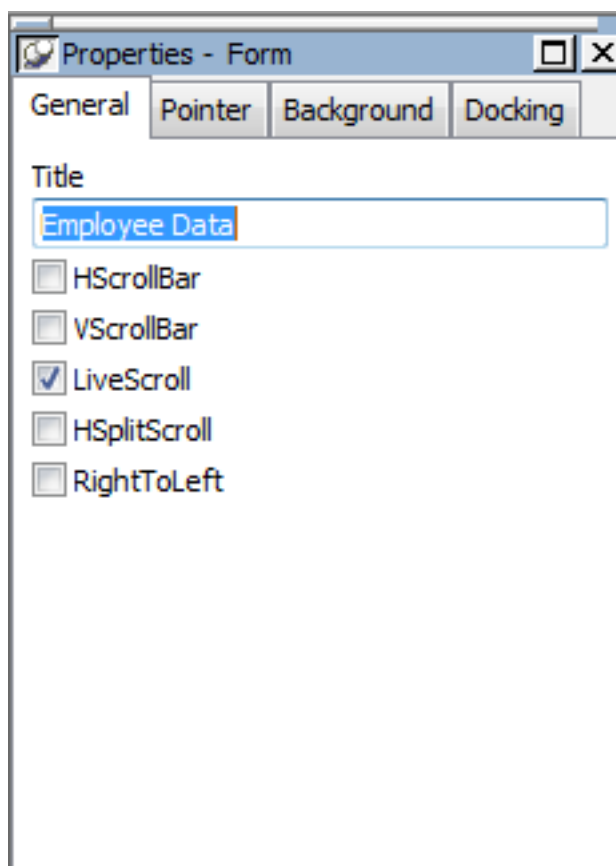 Properties - Form
General Pointer Background Docking
Title
Employee Data
HScrollBar
VScrollBar
LiveScroll
HSplitScroll
RightToLeft